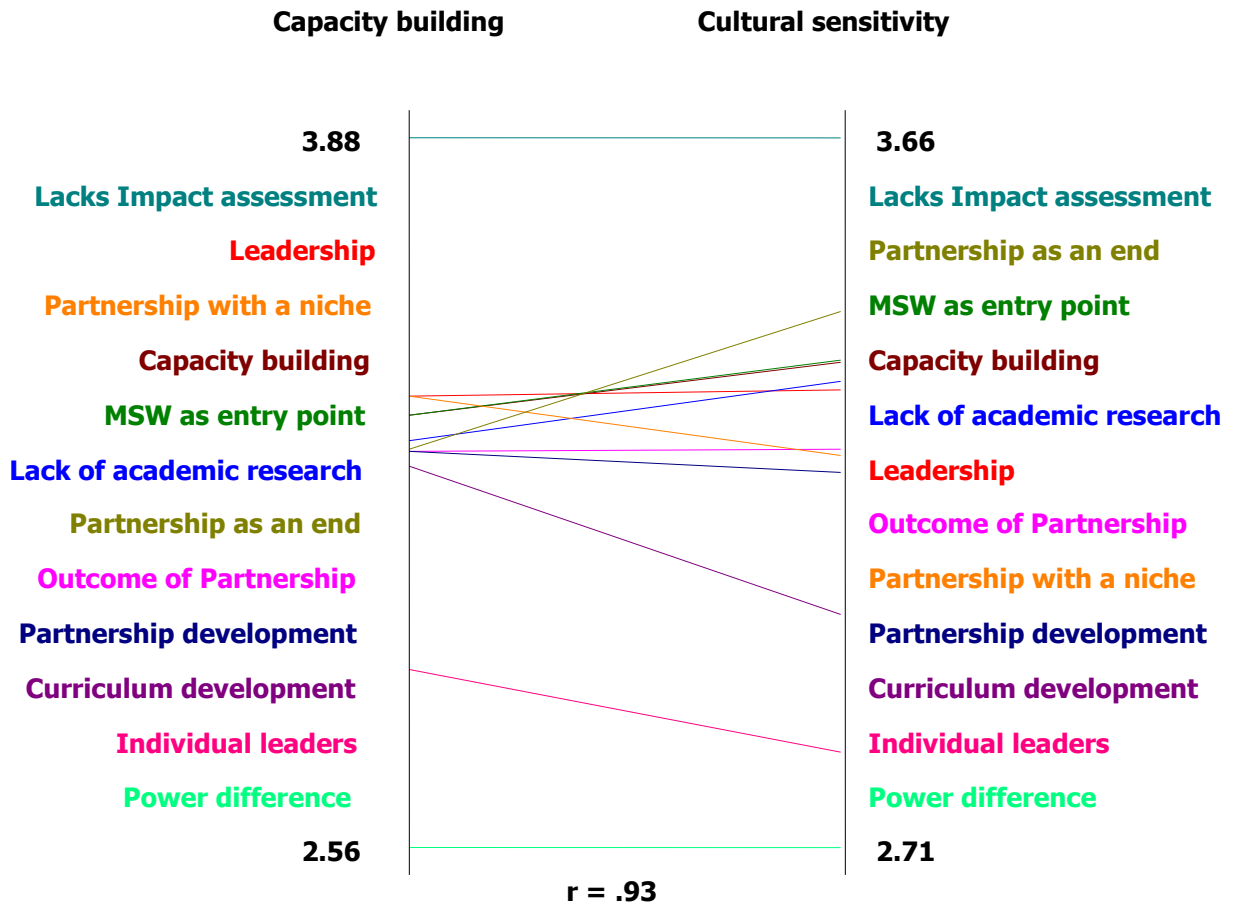 Capacity building Cultural sensitivity
3.88 3.66
Lacks Impact assessment Lacks Impact assessment
Leadership Partnership as an end
Partnership with a niche MSW as entry point
Capacity building Capacity building
MSW as entry point Lack of academic research
Lack of academic research Leadership
Partnership as an end Outcome of Partnership
Outcome of Partnership Partnership with a niche
Partnership development Partnership development
Curriculum development Curriculum development
Individual leaders Individual leaders
Power difference Power difference
2.56 2.71
r = .93